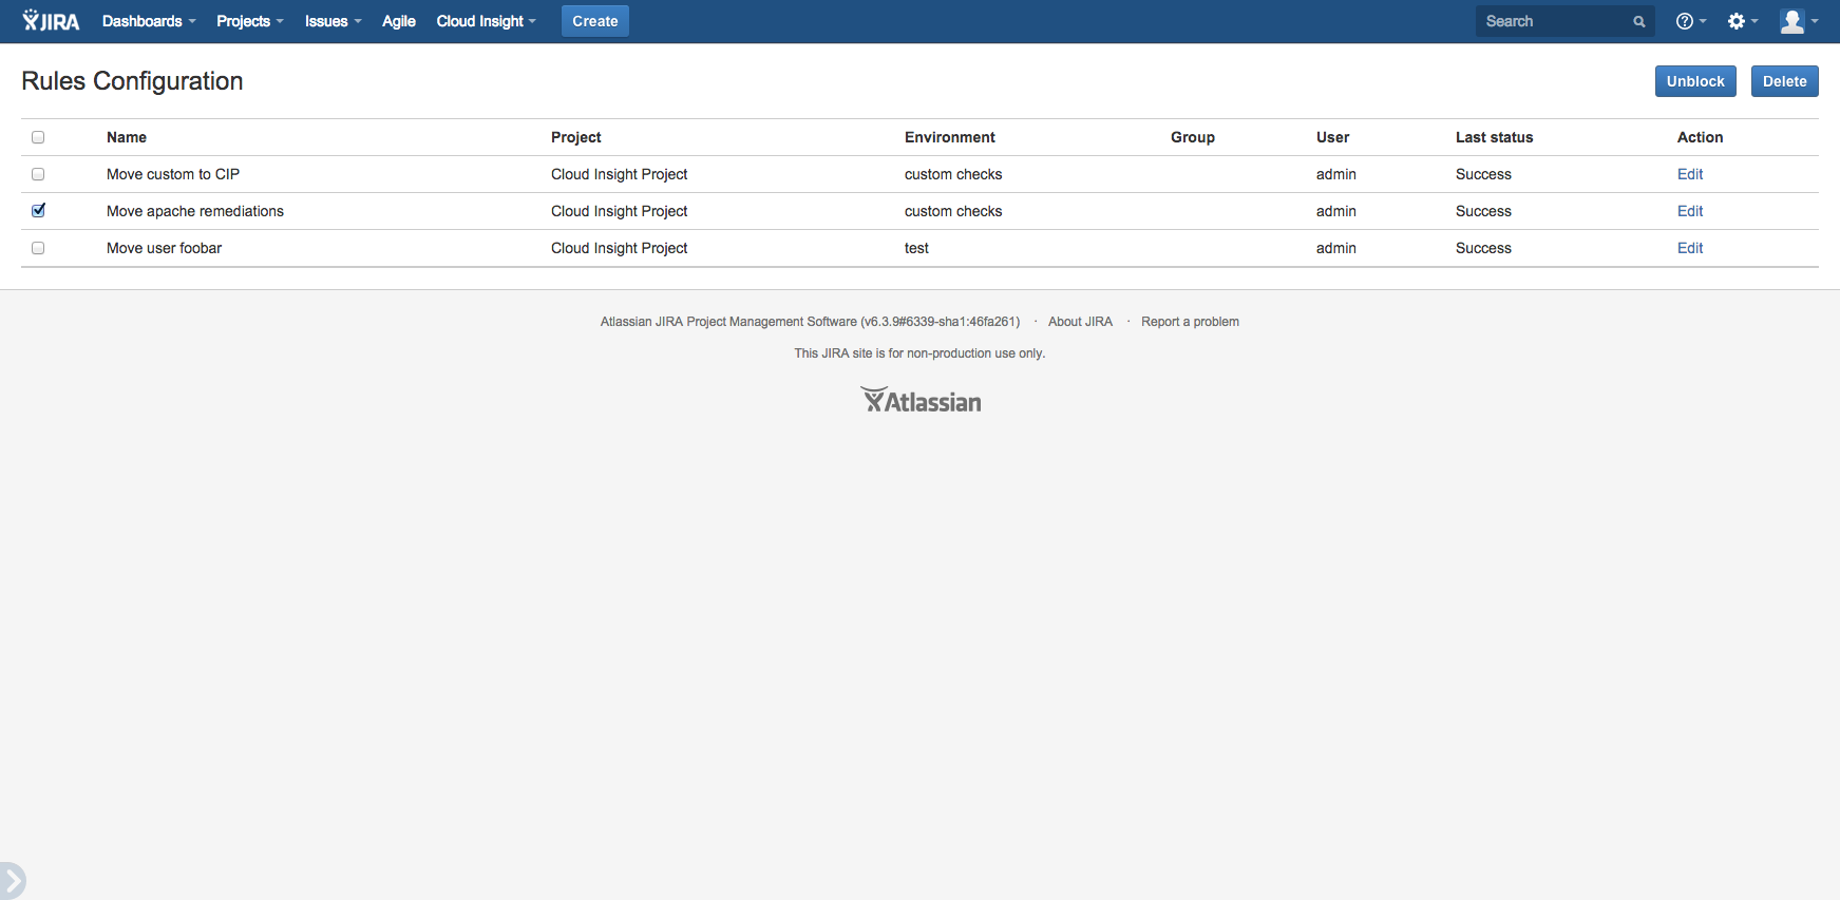 JIRA Dashboards Projects Issues Agile Cloud Insight Create Search
Rules Configuration Unblock Delete
Name Project Environment Group User Last status Action
Move custom to CIP Cloud Insight Project custom checks admin Success Edit
Move apache remediations Cloud Insight Project custom checks admin Success Edit
Move user foobar Cloud Insight Project test admin Success Edit
Atlassian JIRA Project Management Software (v6.3.9#6339-sha1:46fa261) · About JIRA · Report a problem
This JIRA site is for non-production use only.
Atlassian